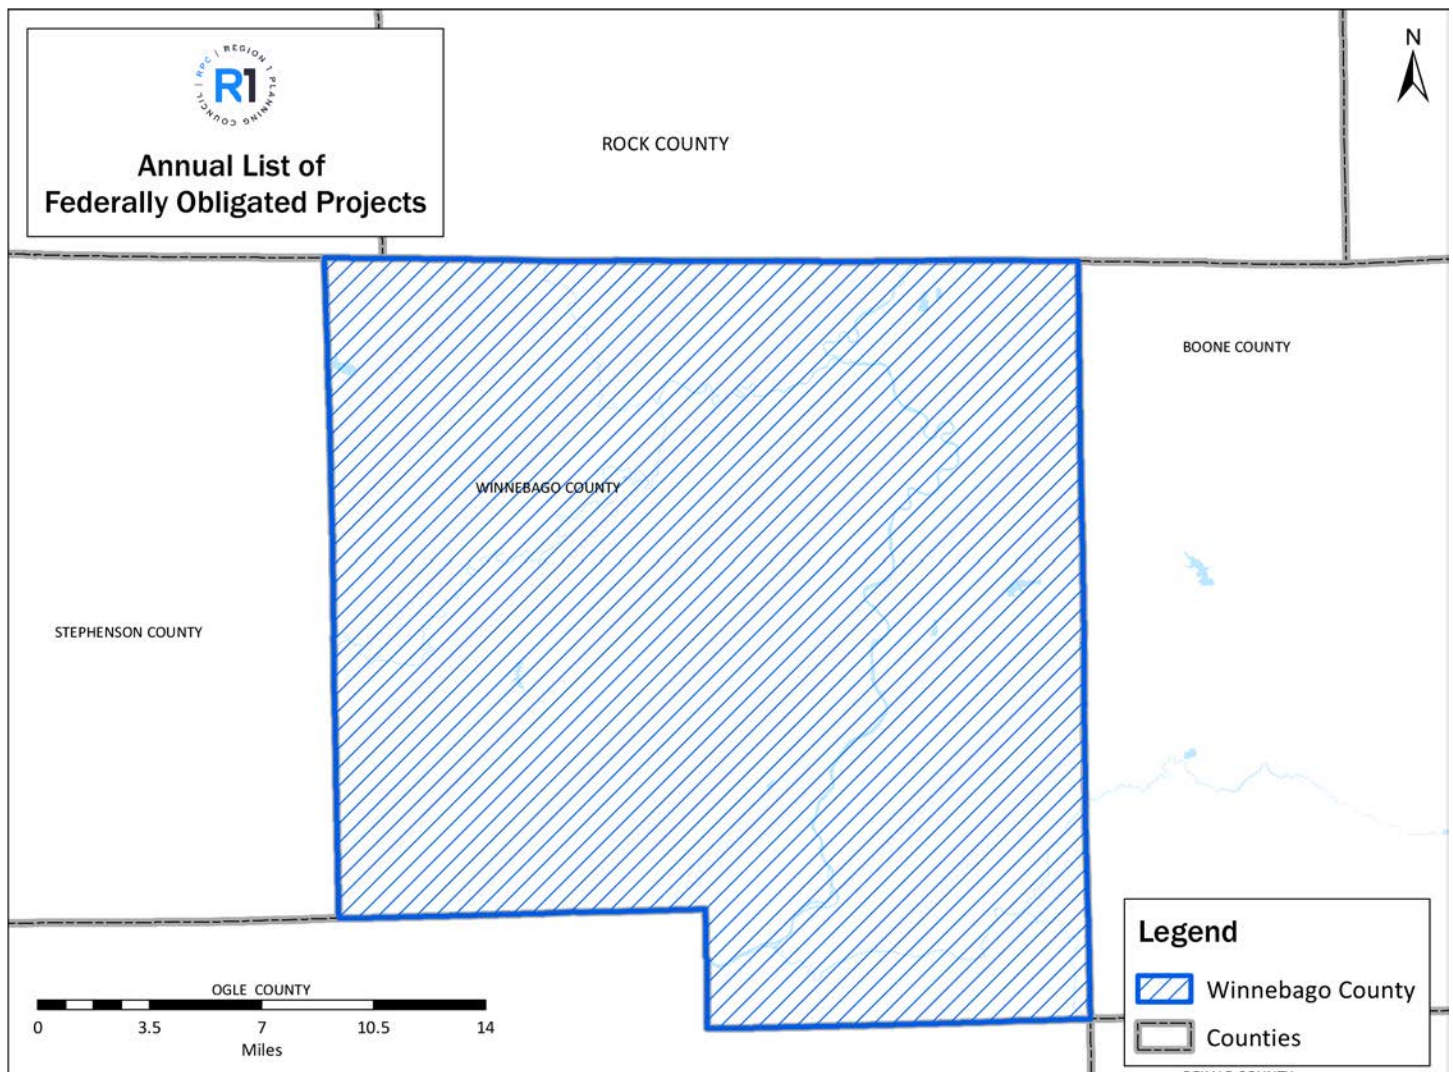 RPC | REGION 1 PLANNING COUNCIL |
R1
Annual List of
Federally Obligated Projects
N
ROCK COUNTY
BOONE COUNTY
WINNEBAGO COUNTY
STEPHENSON COUNTY
OGLE COUNTY
0 3.5 7 10.5 14
Miles
Legend
Winnebago County
Counties